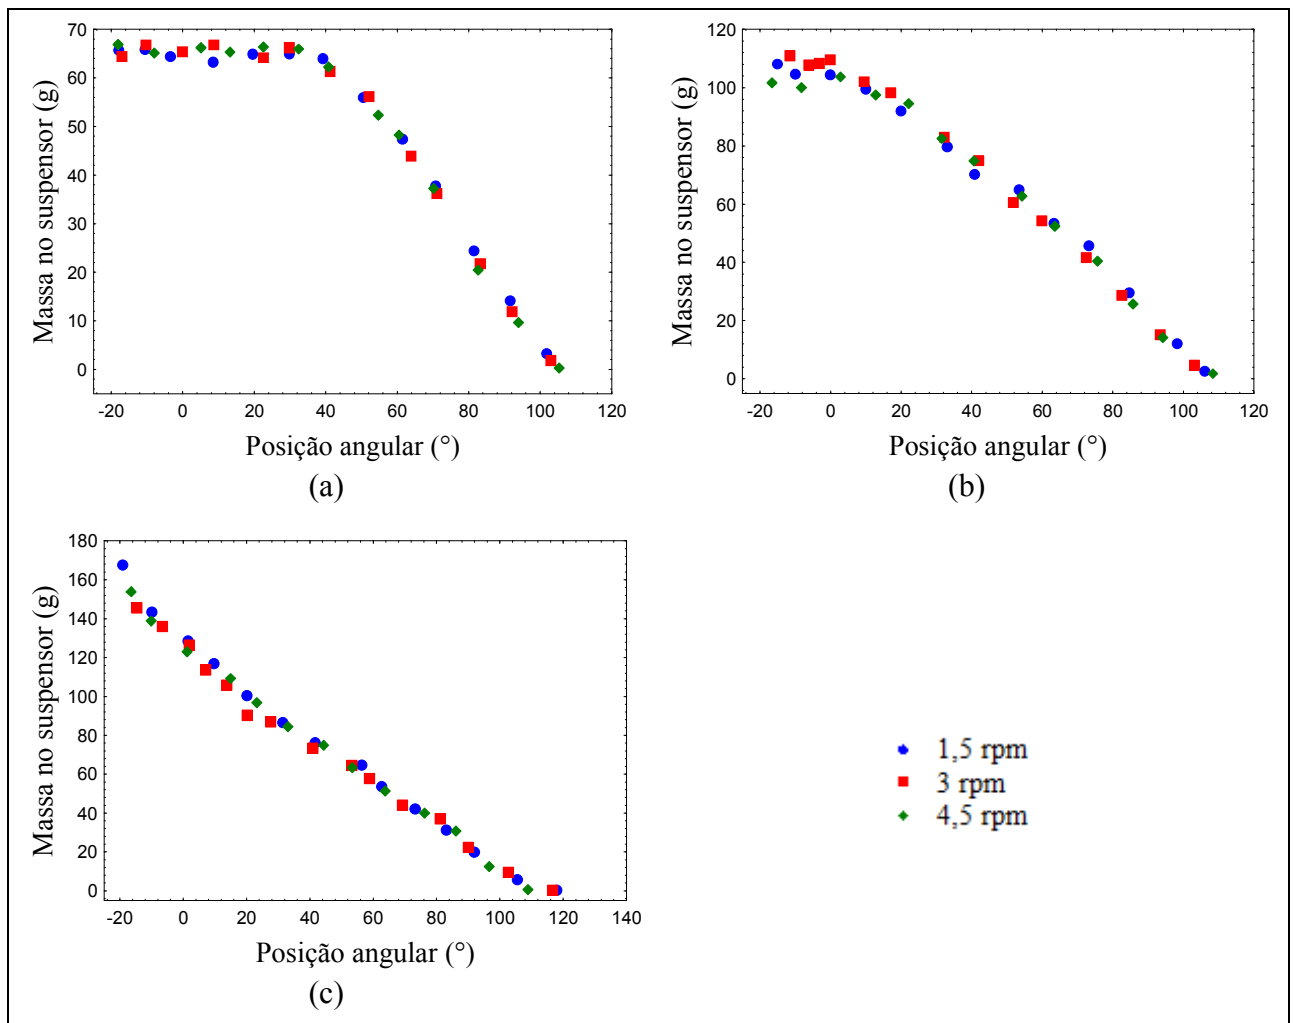 Massa no suspensor (g)
70
60
50
40
30
20
10
0
-20 0 20 40 60 80 100 120
Posição angular (°)
(a)
Massa no suspensor (g)
120
100
80
60
40
20
0
-20 0 20 40 60 80 100 120
Posição angular (°)
(b)
Massa no suspensor (g)
180
160
140
120
100
80
60
40
20
0
-20 0 20 40 60 80 100 120 140
Posição angular (°)
(c)
1,5 rpm
3 rpm
4,5 rpm